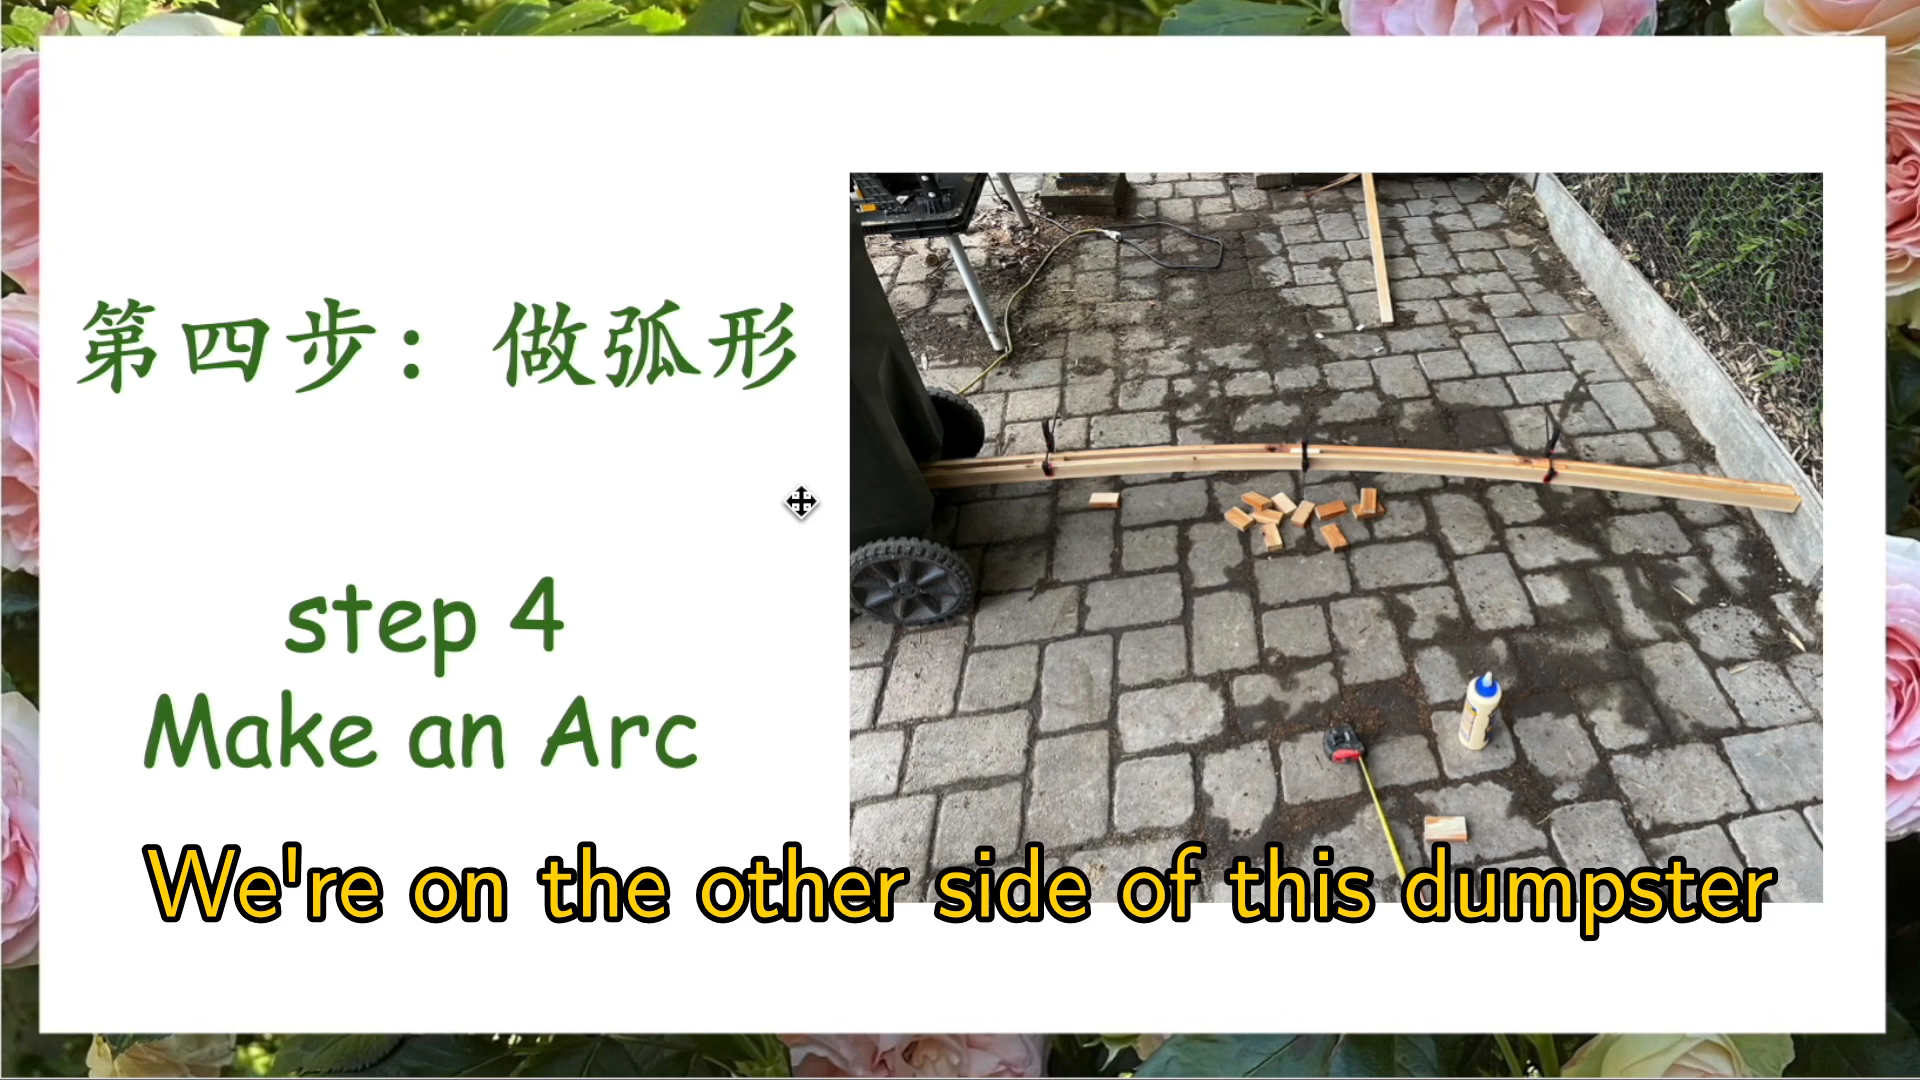 第四步：做弧形
step 4
Make an Arc
We're on the other side of this dumpster